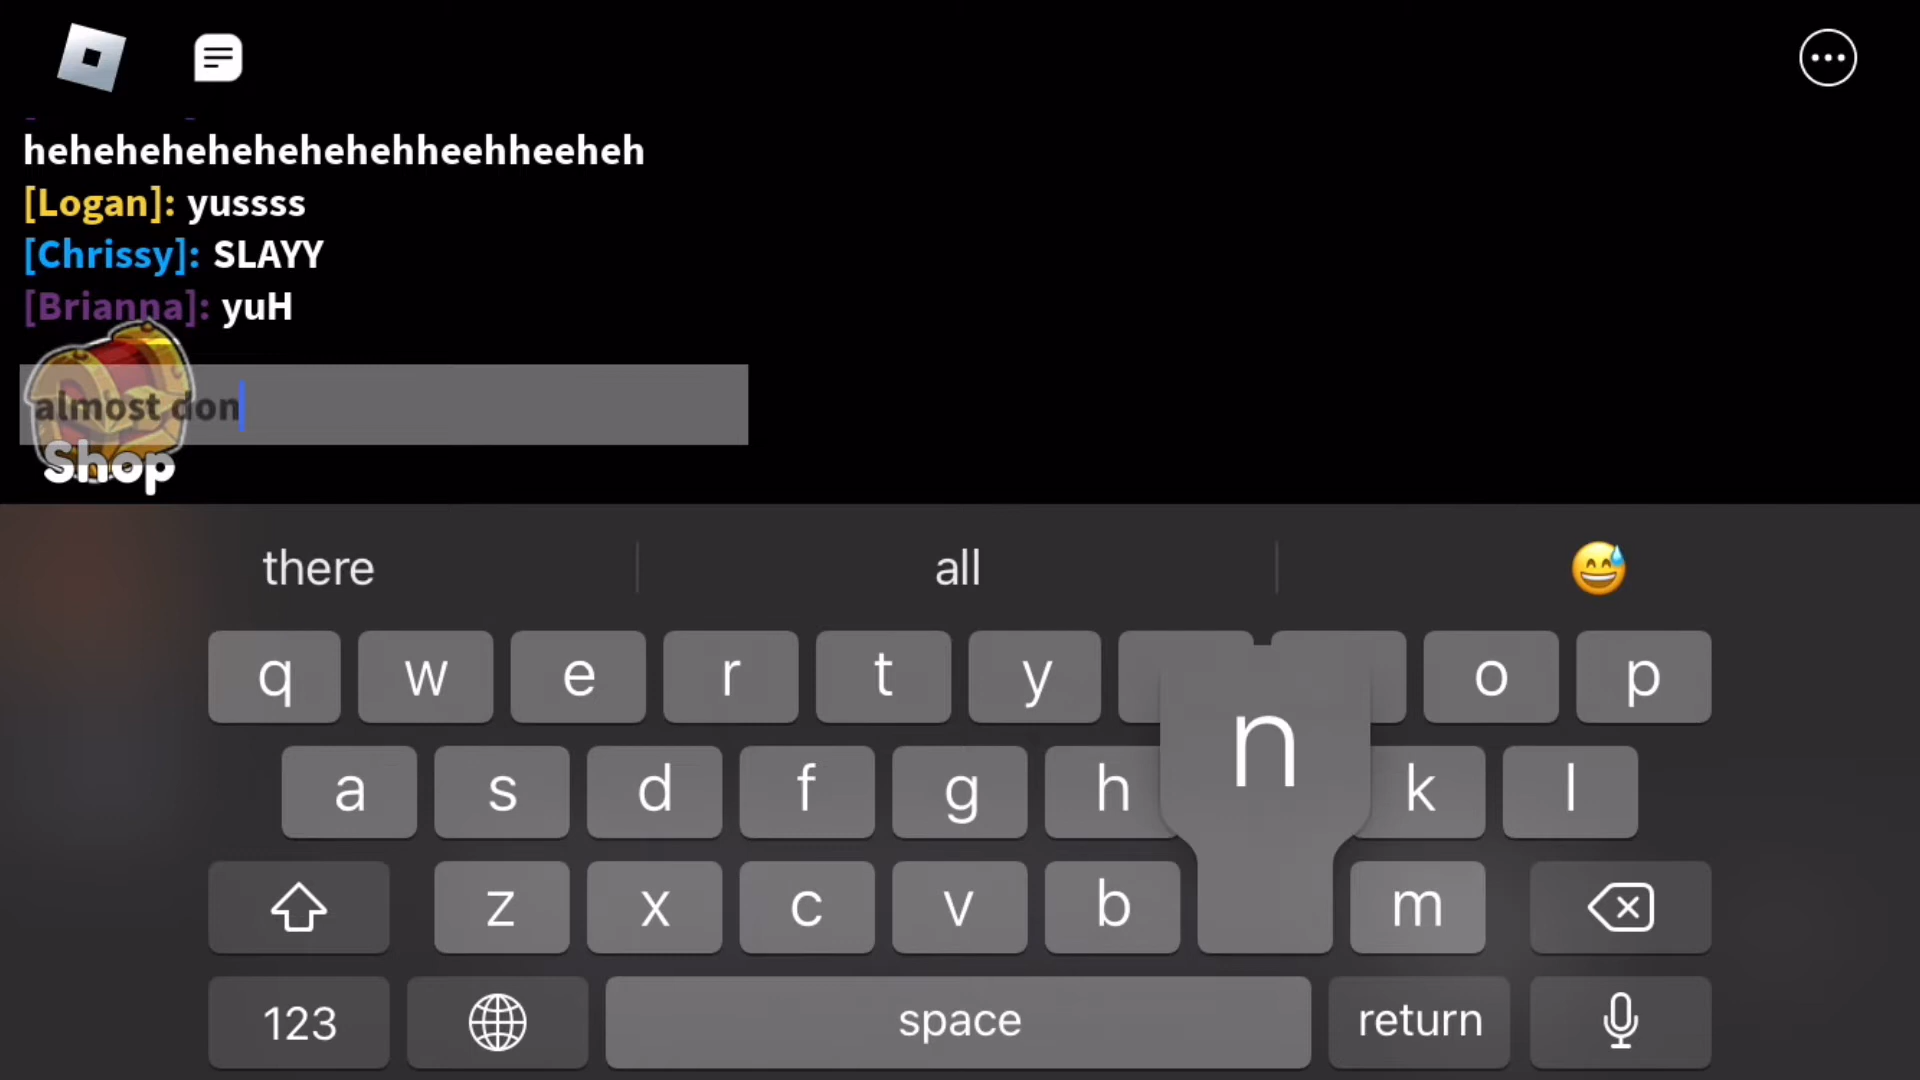 hehehehehehehehehheehheeheh
[Logan]: yussss
[Chrissy]: SLAYY
[Brianna]: yuH
almost don
Shop
there all 😅
q w e r t y o p
n
a s d f g h k l
z x c v b m
123 space return